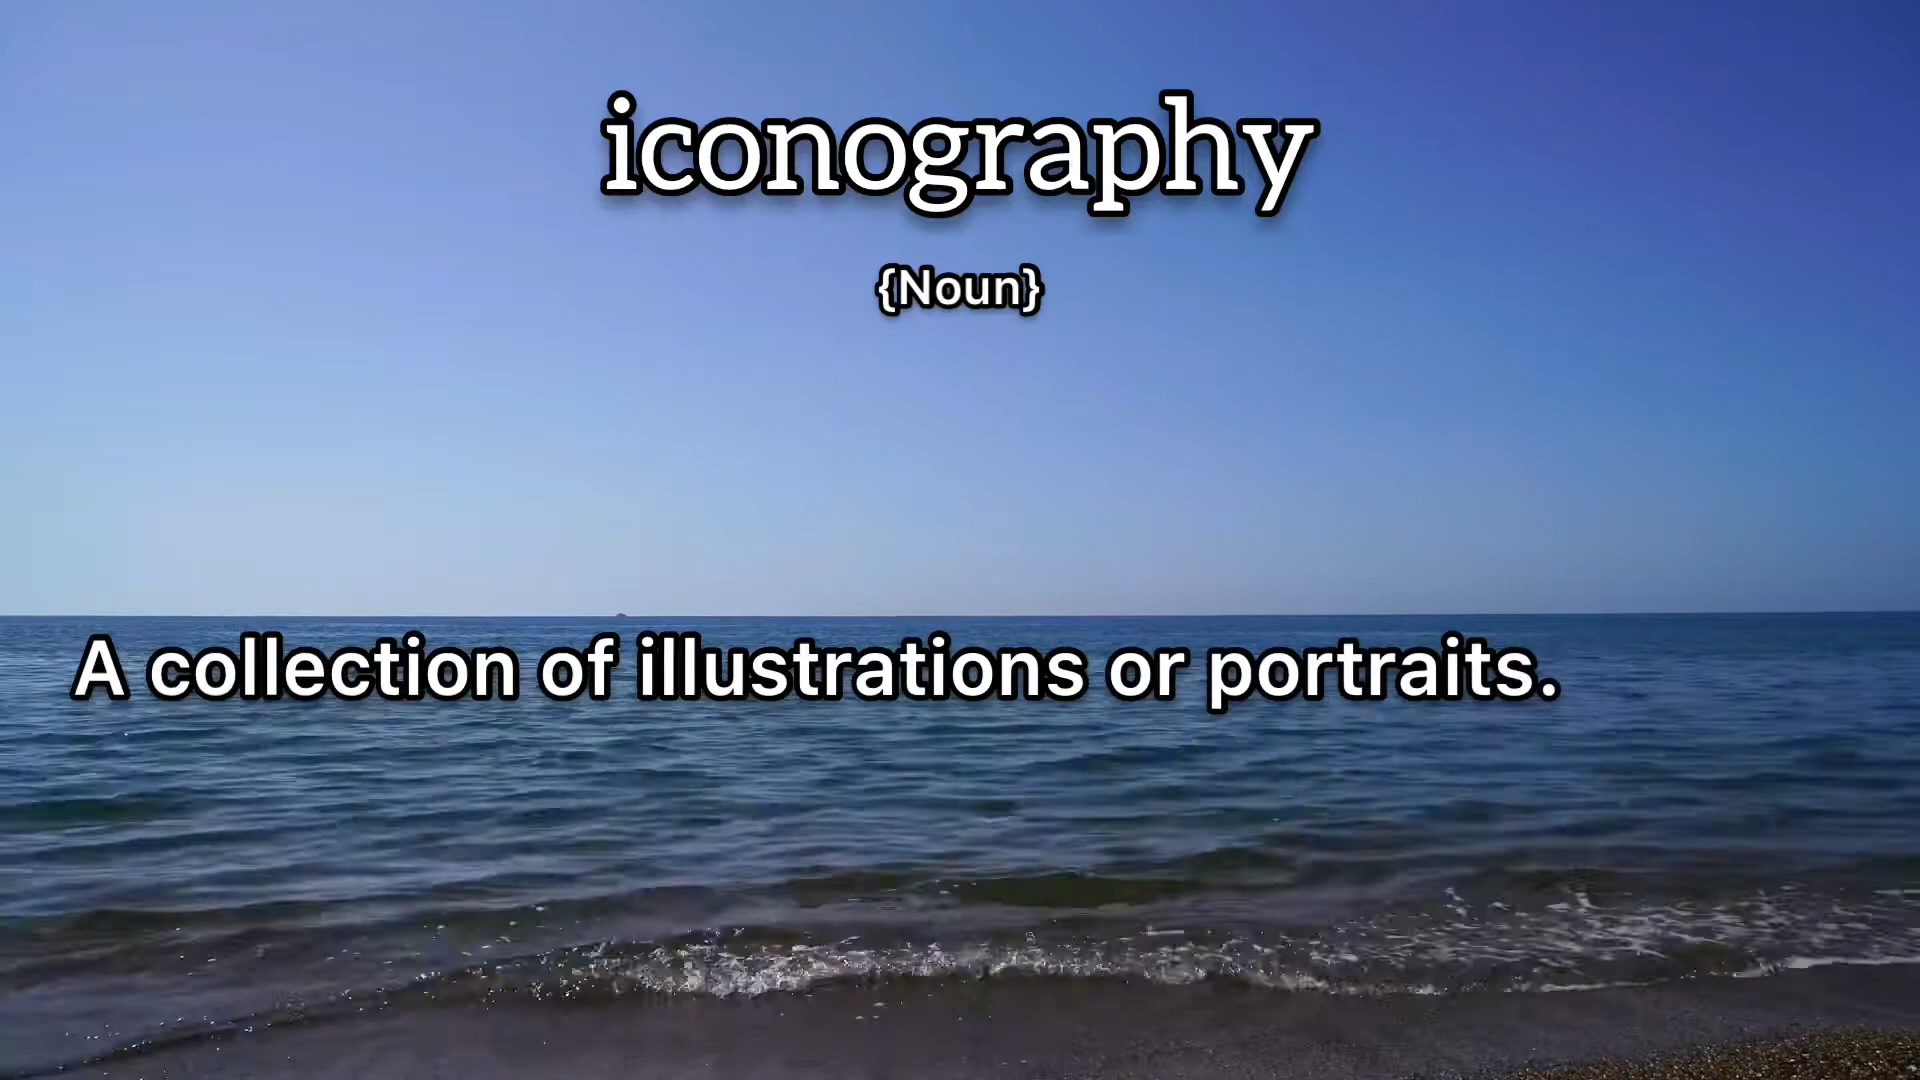 iconography
{Noun}
A collection of illustrations or portraits.